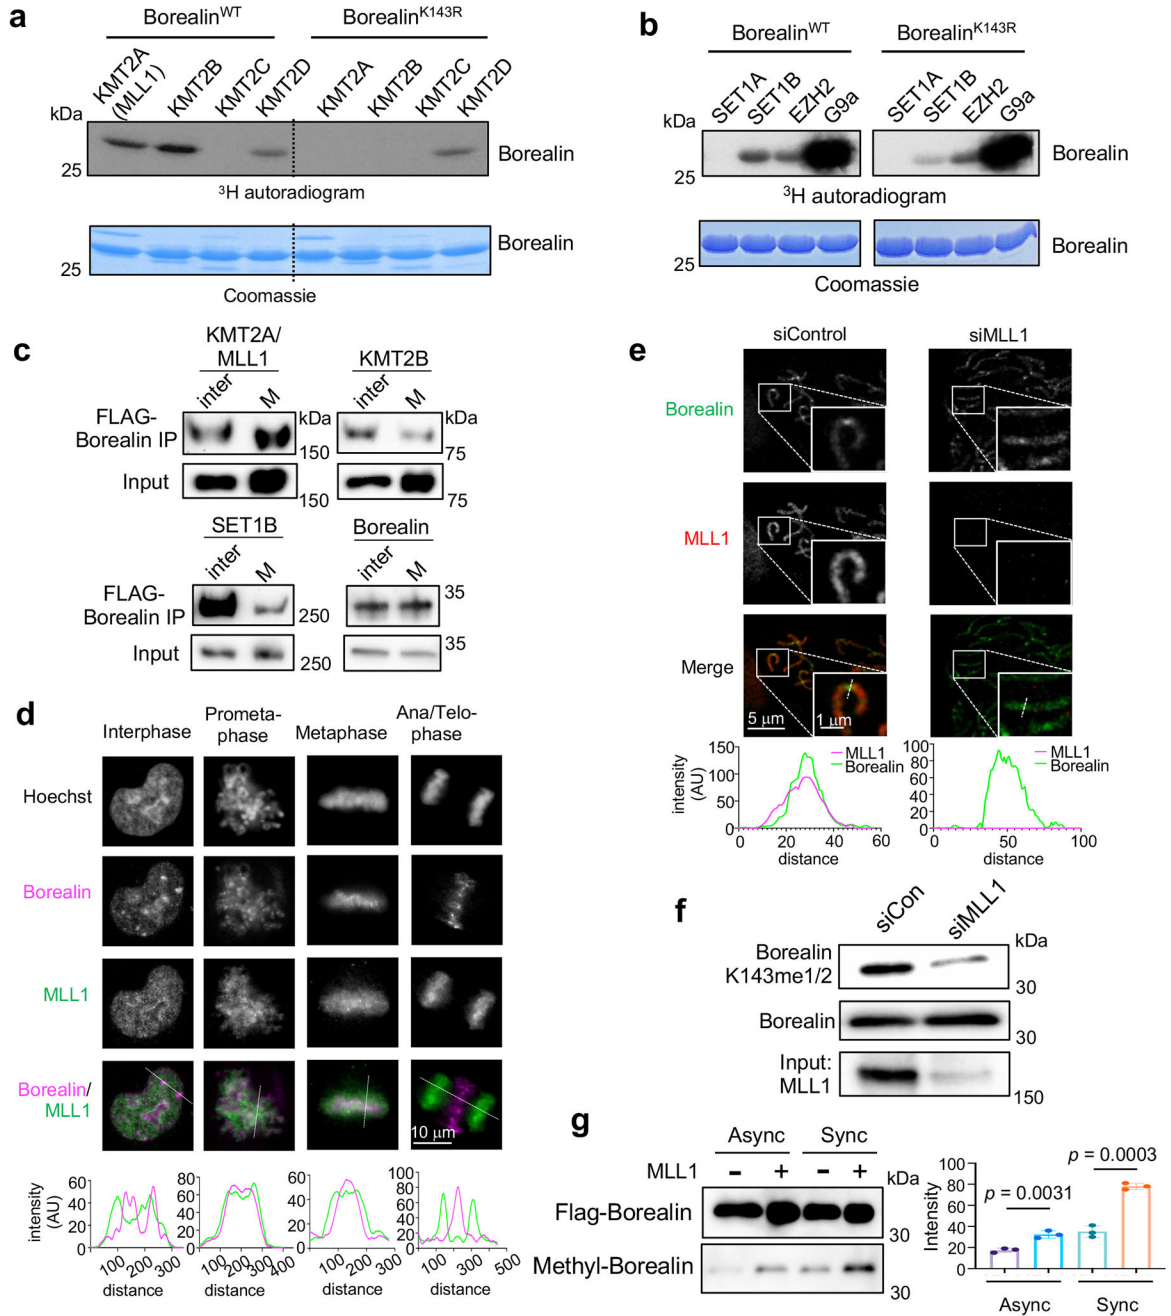 a
Borealin^WT Borealin^K143R
KMT2A (MLL1) KMT2B KMT2C KMT2D KMT2A KMT2B KMT2C KMT2D
kDa
Borealin
25
³H autoradiogram
Borealin
25
Coomassie
b
Borealin^WT Borealin^K143R
SET1A SET1B EZH2 G9a SET1A SET1B EZH2 G9a
kDa
Borealin
25
³H autoradiogram
Borealin
25
Coomassie
c
KMT2A/
MLL1 KMT2B
inter M inter M
FLAG-
Borealin IP
kDa kDa
150 75
Input
150 75
SET1B Borealin
inter M inter M
FLAG-
Borealin IP
250 35
Input
250 35
d
Interphase Prometa-
phase Metaphase Ana/Telo-
phase
Hoechst
Borealin
MLL1
Borealin/
MLL1
10 µm
intensity
(AU)
80
60
40
20
0
80
60
40
20
0
80
60
40
20
0
100
80
60
40
20
0
100 200 300
0 100 200 300 400
0 100 200 300
100 300 500
distance distance distance distance
e
siControl siMLL1
Borealin
MLL1
Merge
5 µm 1 µm
intensity
(AU)
150
100
50
0
MLL1
Borealin
0 20 40 60
distance
100
80
60
40
20
0
MLL1
Borealin
0 50 100
distance
f
siCon siMLL1
kDa
Borealin
K143me1/2
30
Borealin
30
Input:
MLL1
150
g
Async Sync
MLL1 - + - +
kDa
Flag-Borealin
30
Methyl-Borealin
30
p = 0.0003
p = 0.0031
Intensity
100
80
60
40
20
0
Async Sync